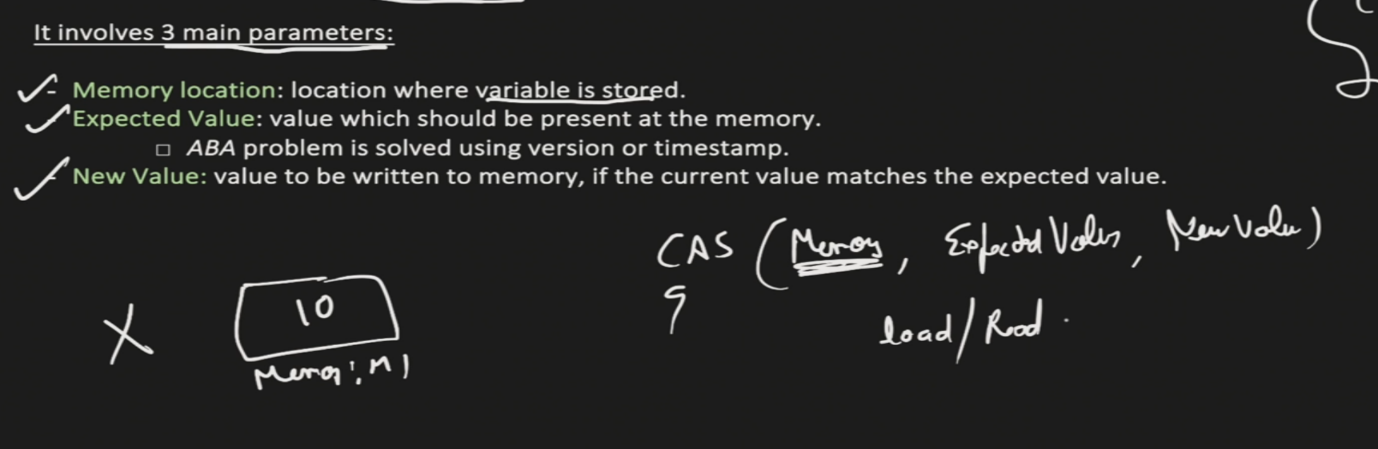 It involves 3 main parameters:
- Memory location: location where variable is stored.
- Expected Value: value which should be present at the memory.
□ ABA problem is solved using version or timestamp.
- New Value: value to be written to memory, if the current value matches the expected value.
CAS (Memory, Expected Value, New Value)
load/Read.
X
10
Memory: M1